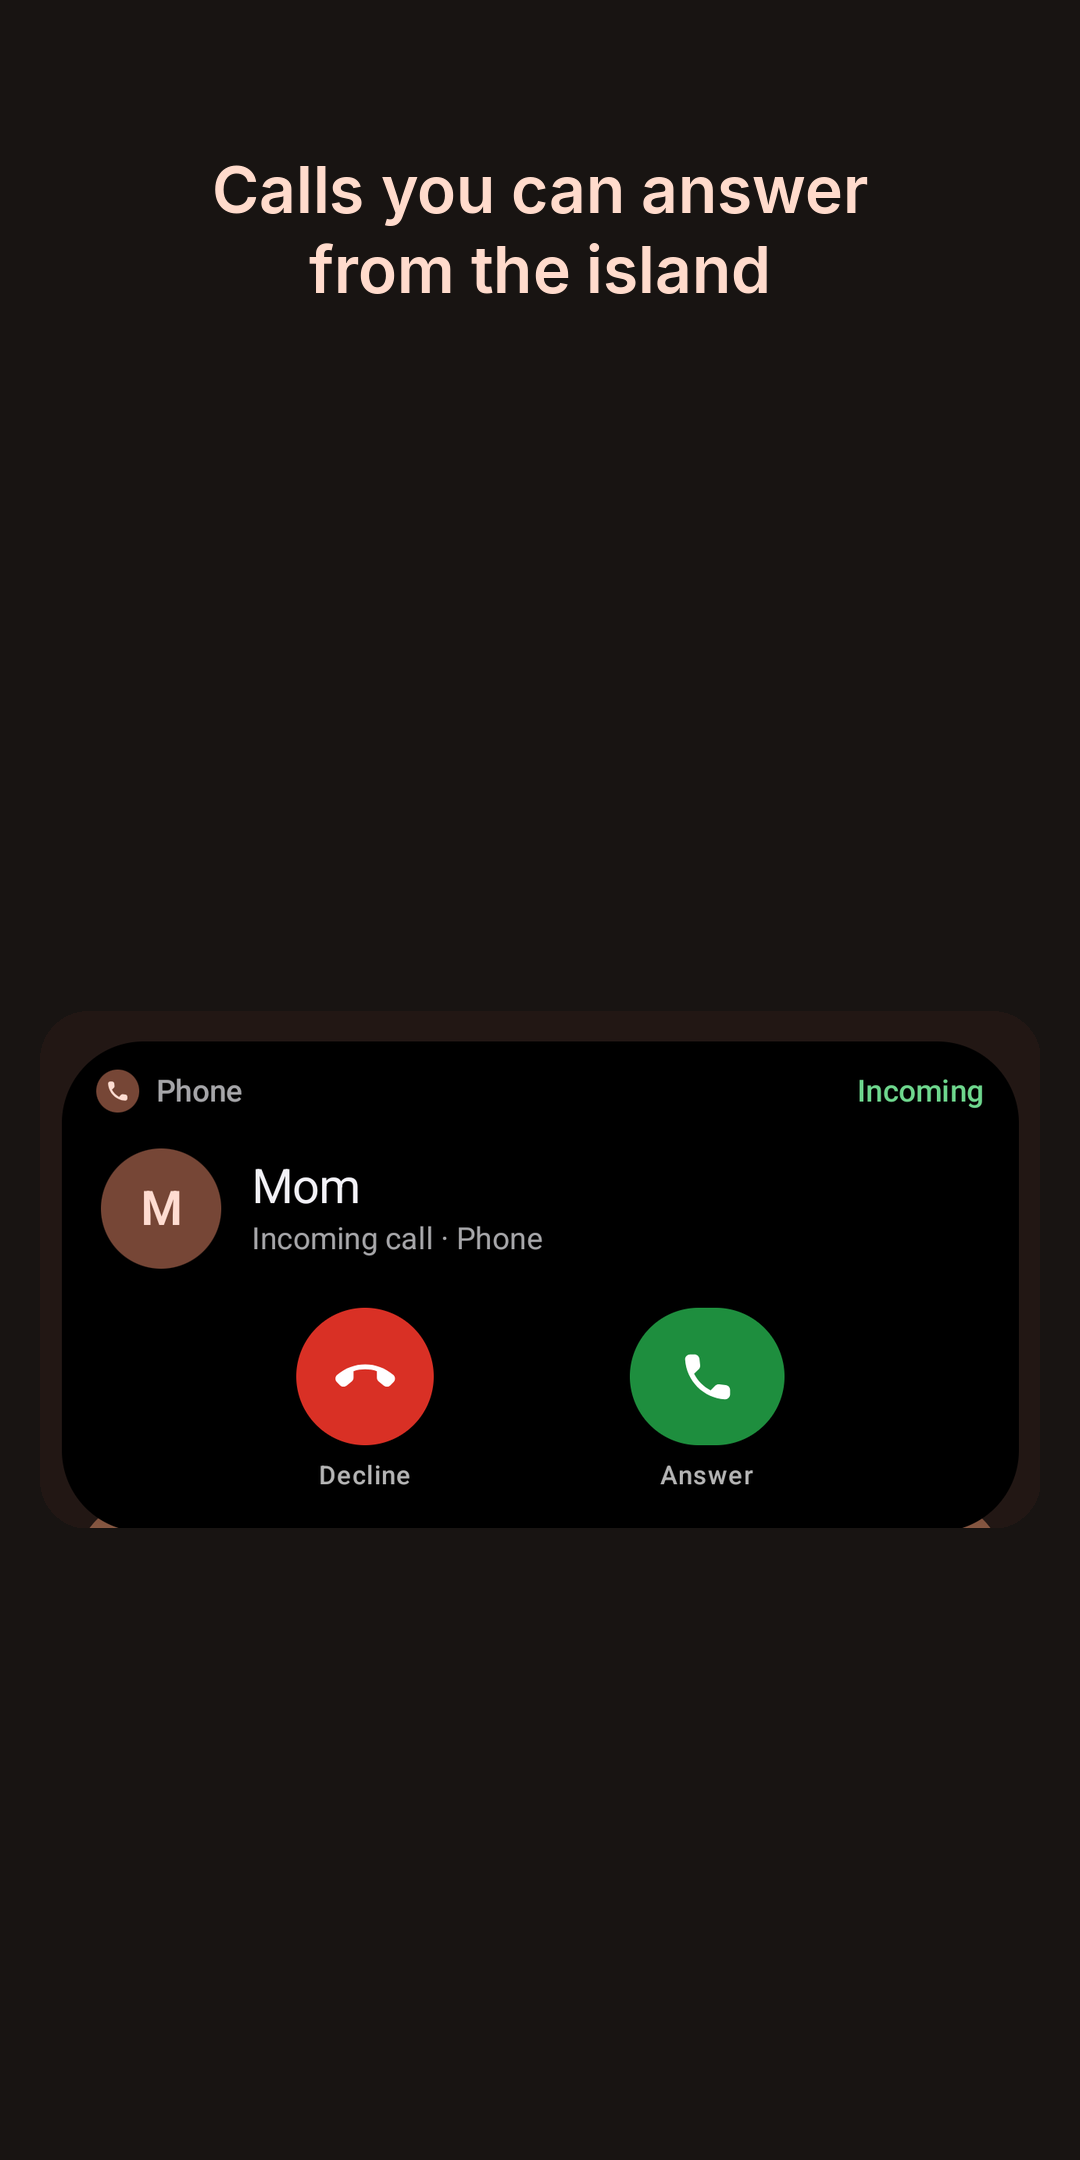 Calls you can answer
from the island
Phone
Incoming
M
Mom
Incoming call · Phone
Decline
Answer